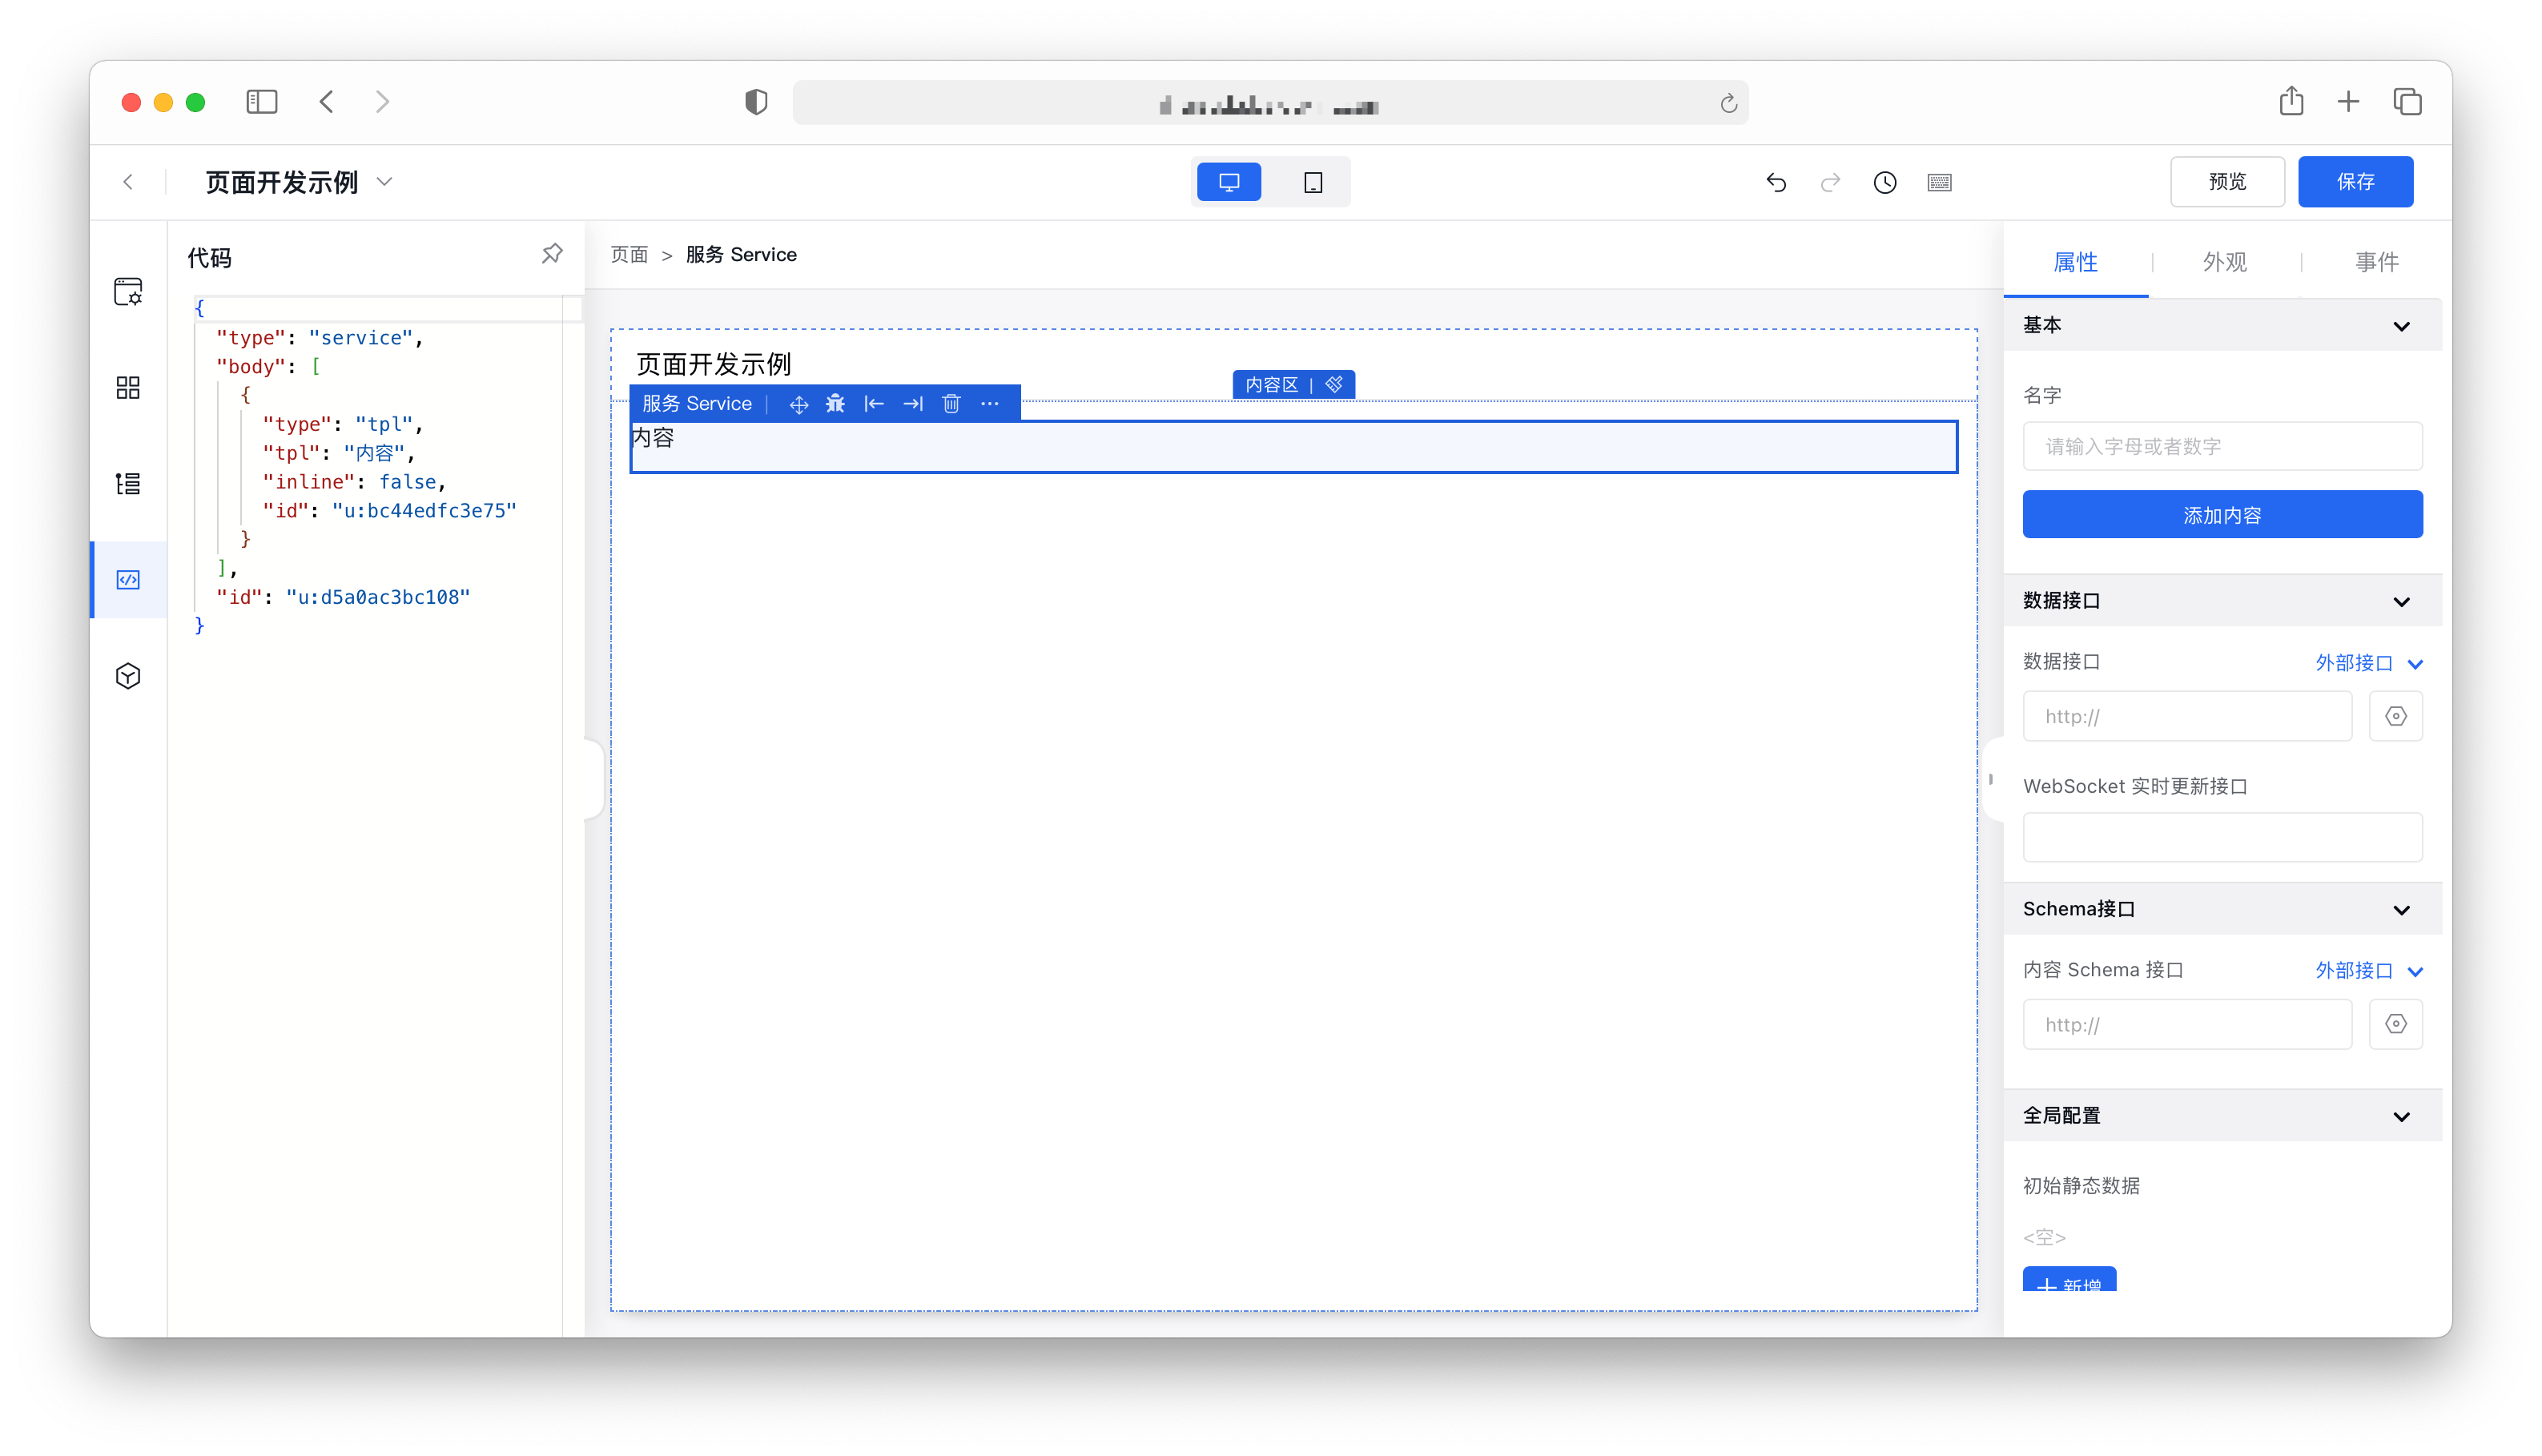 页面开发示例
预览
保存
代码
{
"type": "service",
"body": [
{
"type": "tpl",
"tpl": "内容",
"inline": false,
"id": "u:bc44edfc3e75"
}
],
"id": "u:d5a0ac3bc108"
}
页面 > 服务 Service
页面开发示例
内容区
服务 Service
内容
属性
外观
事件
基本
名字
请输入字母或者数字
添加内容
数据接口
数据接口 外部接口
http://
WebSocket 实时更新接口
Schema接口
内容 Schema 接口 外部接口
http://
全局配置
初始静态数据
<空>
新增